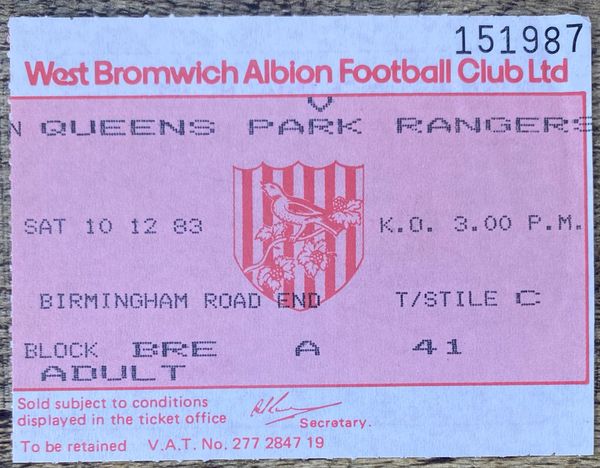 151987
West Bromwich Albion Football Club Ltd
V
N QUEENS PARK RANGERS
SAT 10 12 83 K.O. 3.00 P.M.
BIRMINGHAM ROAD END T/STILE C
BLOCK BRE A 41
ADULT
Sold subject to conditions
displayed in the ticket office
Secretary.
To be retained V.A.T. No. 277 2847 19